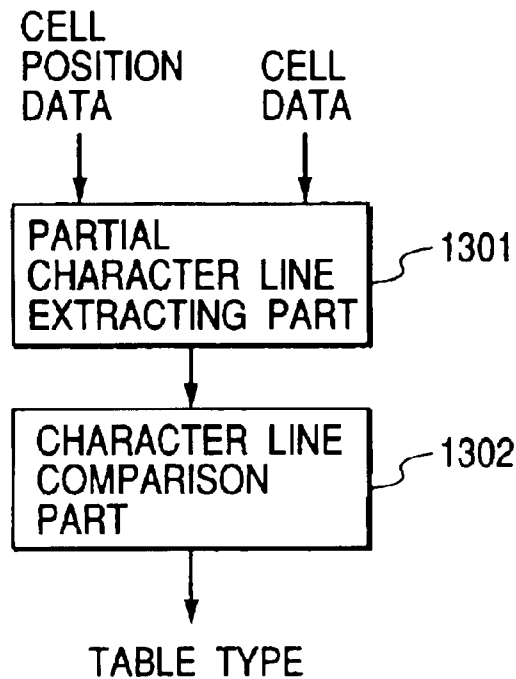 CELL
POSITION
DATA
CELL
DATA
PARTIAL
CHARACTER LINE
EXTRACTING PART
1301
CHARACTER LINE
COMPARISON
PART
1302
TABLE TYPE